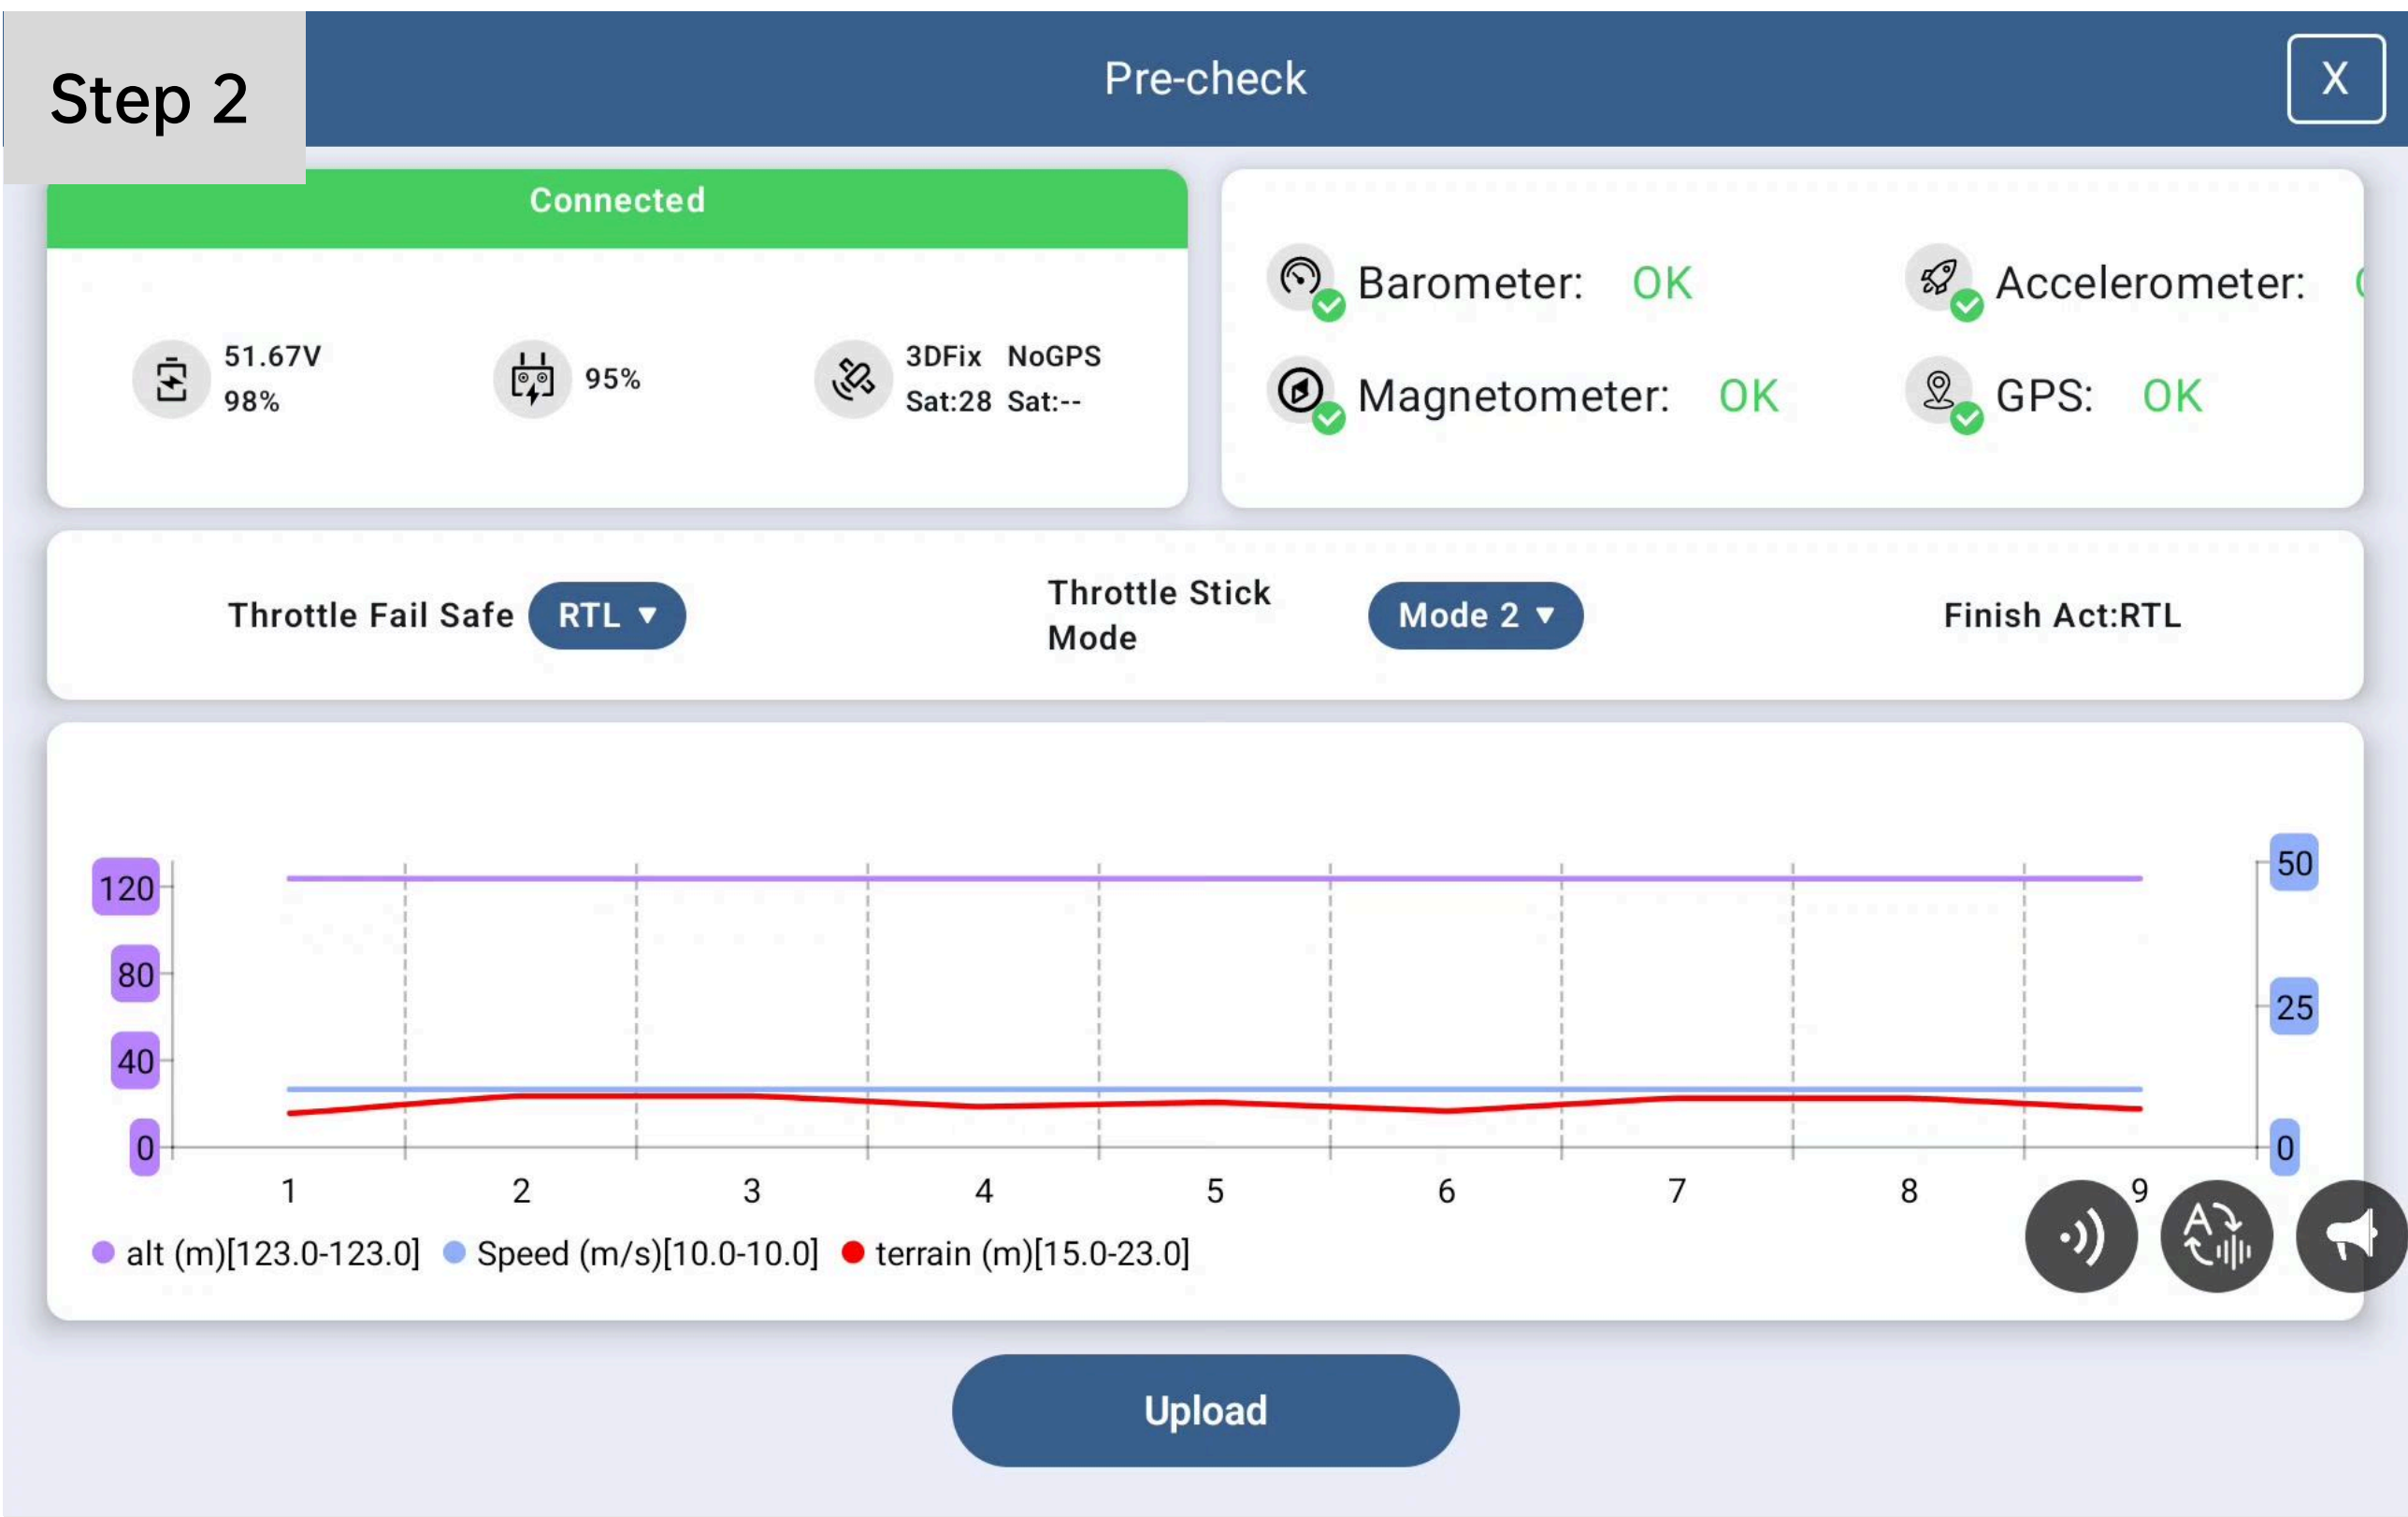 Step 2
Pre-check
X
Connected
51.67V
98%
95%
3DFix NoGPS
Sat:28 Sat:--
Barometer: OK
Accelerometer:
Magnetometer: OK
GPS: OK
Throttle Fail Safe RTL ▼
Throttle Stick
Mode
Mode 2 ▼
Finish Act:RTL
120
80
40
0
50
25
0
1 2 3 4 5 6 7 8 9
alt (m)[123.0-123.0] Speed (m/s)[10.0-10.0] terrain (m)[15.0-23.0]
A
Upload